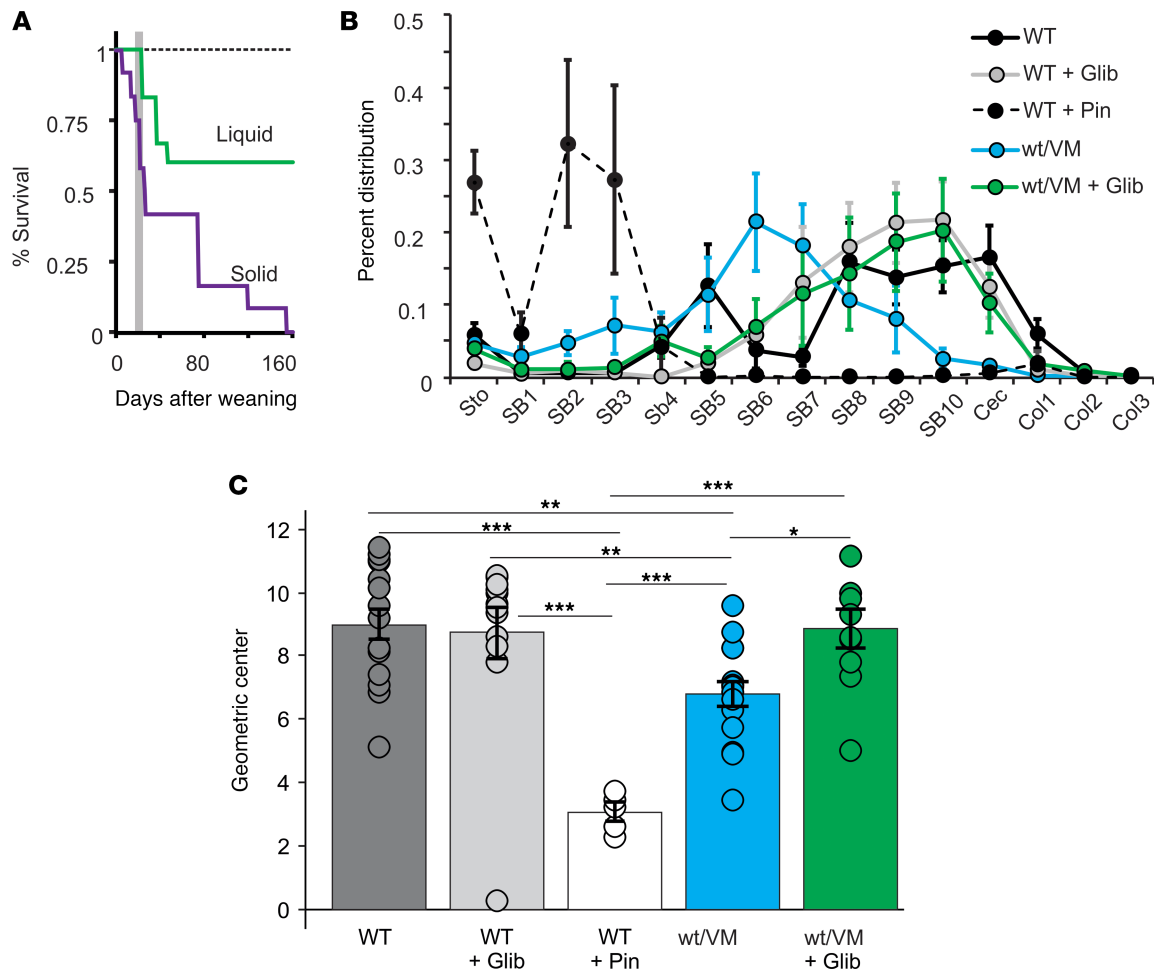 A
1
0.75
0.5
0.25
0
% Survival
Liquid
Solid
0
80
160
Days after weaning
B
0.5
0.4
0.3
0.2
0.1
0
Percent distribution
WT
WT + Glib
WT + Pin
wt/VM
wt/VM + Glib
Sto
SB1
SB2
SB3
Sb4
SB5
SB6
SB7
SB8
SB9
SB10
Cec
Col1
Col2
Col3
C
12
10
8
6
4
2
0
Geometric center
***
**
***
*
**
***
***
WT
WT
+ Glib
WT
+ Pin
wt/VM
wt/VM
+ Glib